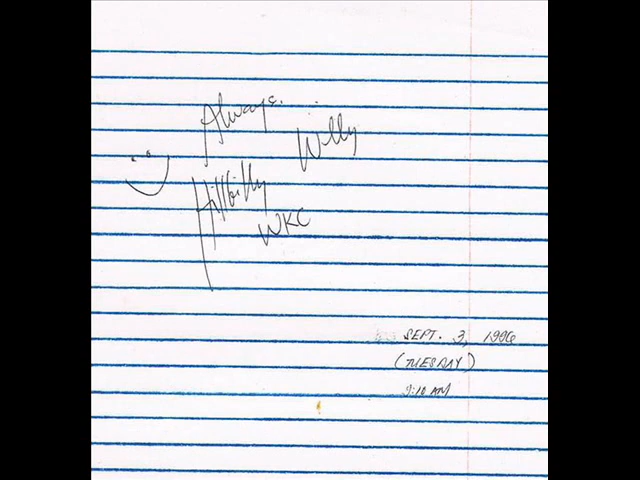 Always,
Willy
Hillbilly
WKC
SEPT. 3, 1996
(TUESDAY)
9:10 AM